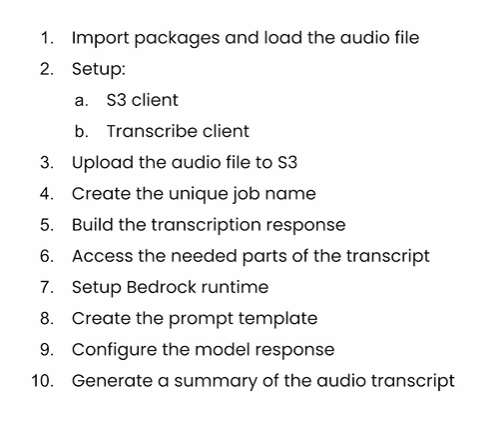 1. Import packages and load the audio file
2. Setup:
a. S3 client
b. Transcribe client
3. Upload the audio file to S3
4. Create the unique job name
5. Build the transcription response
6. Access the needed parts of the transcript
7. Setup Bedrock runtime
8. Create the prompt template
9. Configure the model response
10. Generate a summary of the audio transcript